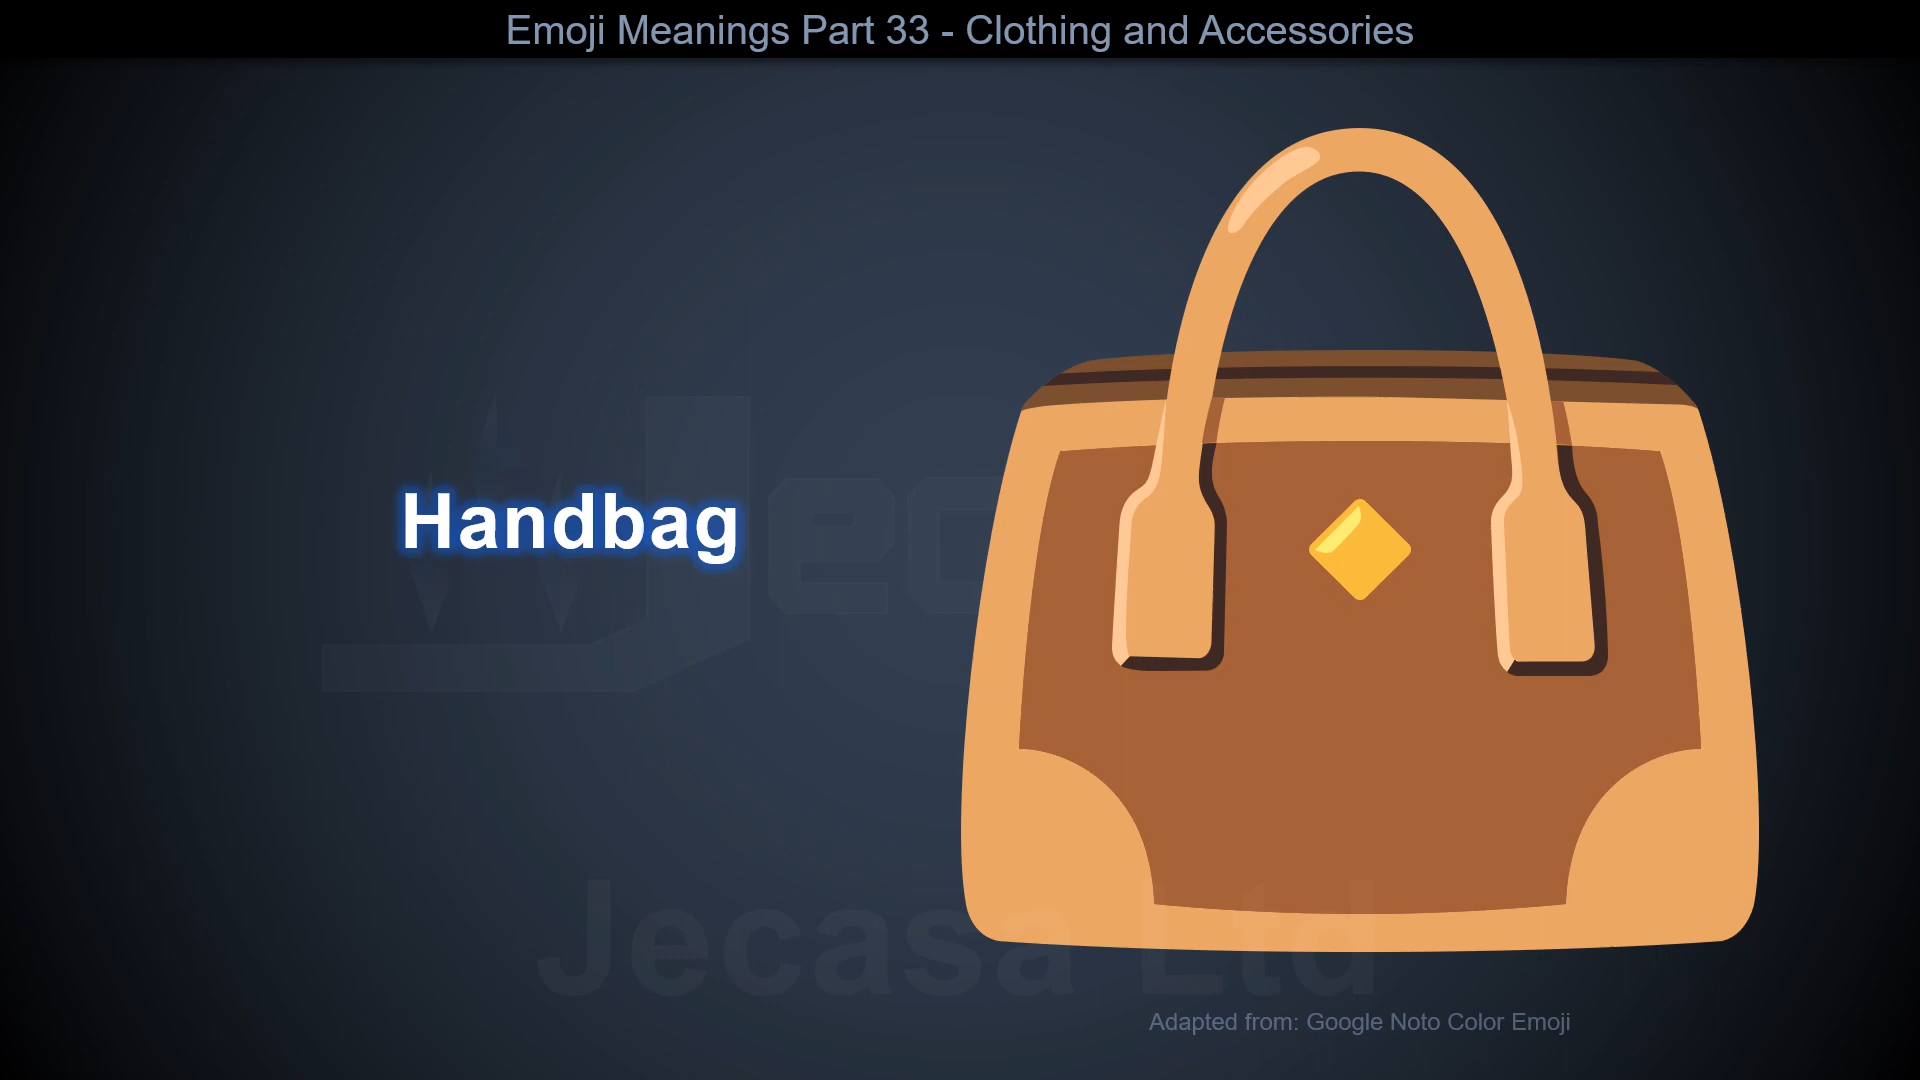 Emoji Meanings Part 33 - Clothing and Accessories
Handbag
Jecasa Ltd
Adapted from: Google Noto Color Emoji